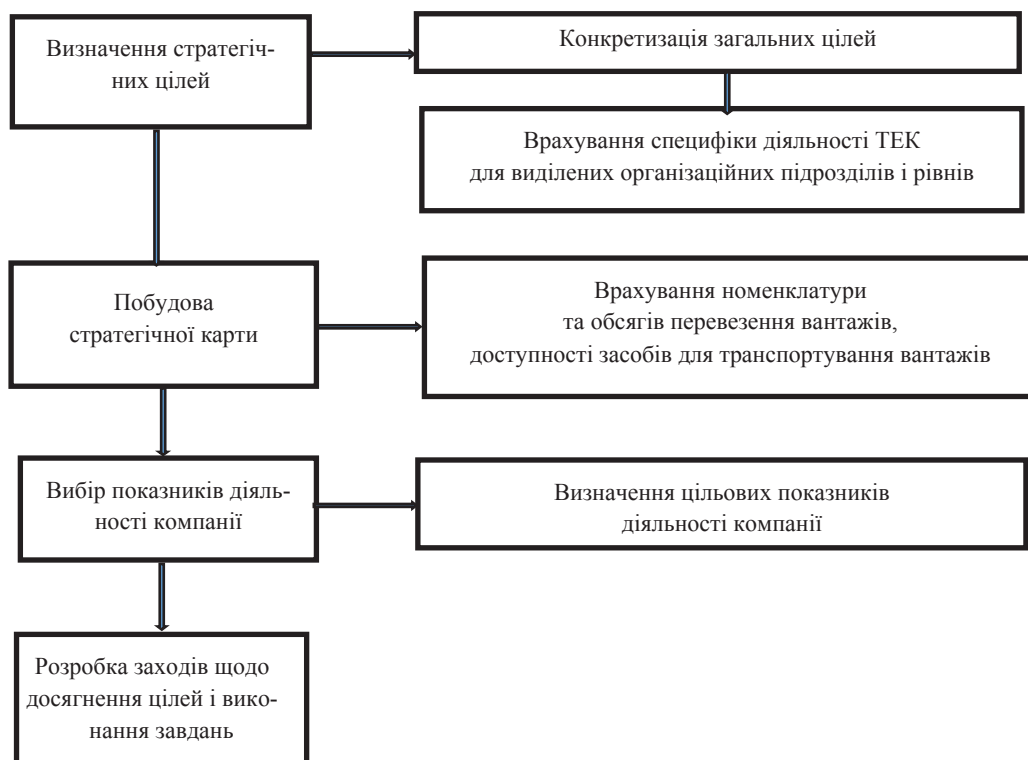 Визначення стратегіч-
них цілей
Конкретизація загальних цілей
Врахування специфіки діяльності ТЕК
для виділених організаційних підрозділів і рівнів
Побудова
стратегічної карти
Врахування номенклатури
та обсягів перевезення вантажів,
доступності засобів для транспортування вантажів
Вибір показників діяль-
ності компанії
Визначення цільових показників
діяльності компанії
Розробка заходів щодо
досягнення цілей і вико-
нання завдань